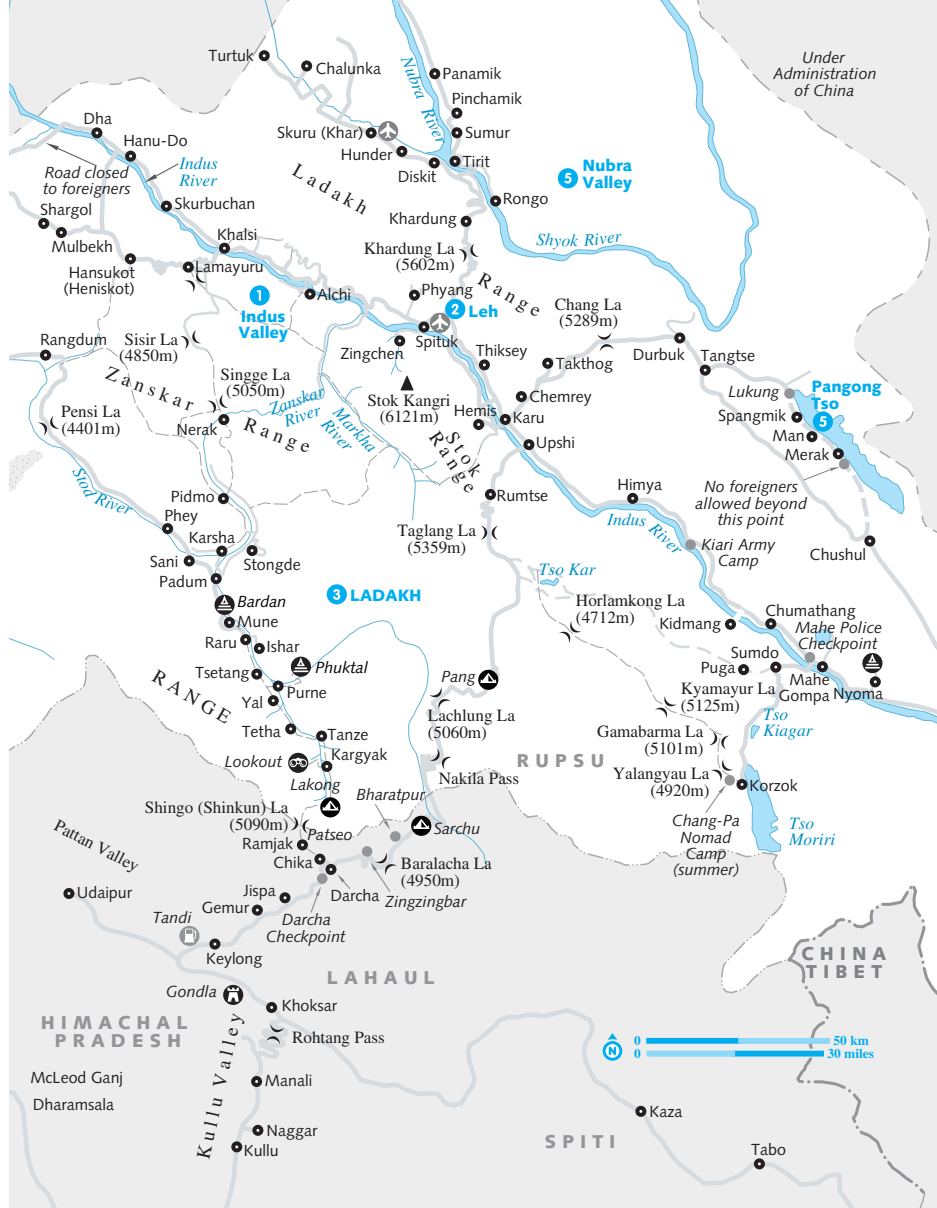 Turtuk
Chalunka
Nubra River
Panamik
Pinchamik
Under
Administration
of China
Dha
Hanu-Do
Skuru (Khar)
Sumur
Hunder
Diskit
Tirit
Indus
River
Road closed
to foreigners
Ladakh
5
Nubra
Valley
Skurbuchan
Rongo
Shargol
Mulbekh
Khardung
Khalsi
Shyok River
Khardung La
(5602m)
Hansukot
(Heniskot)
Lamayuru
Range
1
Indus
Valley
Alchi
Phyang
2
Leh
Chang La
(5289m)
Spituk
Sisir La
(4850m)
Rangdum
Zingchen
Thiksey
Takthog
Durbuk
Tangtse
Zanskar
Singge La
(5050m)
Stok Kangri
(6121m)
Chemrey
Lukung
Pangong
Tso
5
Pensi La
(4401m)
Zanskar
River
Markha
River
Hemis
Karu
Spangmik
Nerak
Range
Stok
Range
Upshi
Man
Merak
Stod River
Pidmo
Rumtse
Himya
No foreigners
allowed beyond
this point
Phey
Indus River
Karsha
Taglang La
(5359m)
Kiari Army
Camp
Chushul
Sani
Stongde
Padum
Tso Kar
Bardan
3
LADAKH
Horlamkong La
(4712m)
Mune
Kidmang
Chumathang
Mahe Police
Checkpoint
Raru
Ishar
Sumdo
Tsetang
Phuktal
Pang
Puga
Mahe
Gompa
Nyoma
RANGE
Purne
Yal
Kyamayur La
(5125m)
Lachlung La
(5060m)
Tso
Kiagar
Tetha
Tanze
Gamabarma La
(5101m)
Lookout
Kargyak
RUPSU
Nakila Pass
Yalangyau La
(4920m)
Korzok
Lakong
Bharatpur
Shingo (Shinkun) La
(5090m)
Patseo
Sarchu
Chang-Pa
Nomad
Camp
(summer)
Tso
Moriri
Pattan Valley
Ramjak
Chika
Baralacha La
(4950m)
Udaipur
Jispa
Darcha
Zingzingbar
Gemur
Darcha
Checkpoint
Tandi
Keylong
CHINA
TIBET
LAHAUL
Gondla
Khoksar
HIMACHAL
PRADESH
Rohtang Pass
N
0
50 km
0
30 miles
McLeod Ganj
Manali
Dharamsala
Kullu Valley
Kaza
Naggar
SPITI
Kullu
Tabo